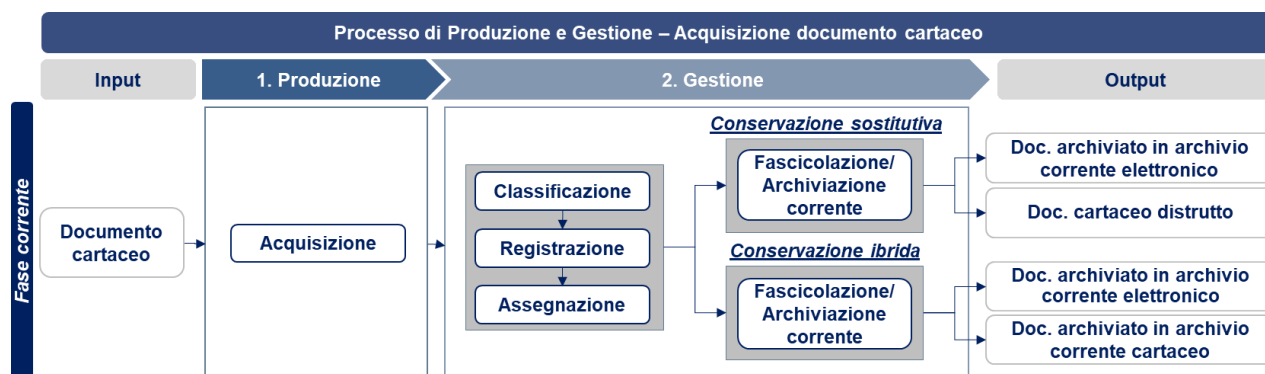 Processo di Produzione e Gestione – Acquisizione documento cartaceo
Input
1. Produzione
2. Gestione
Output
Fase corrente
Documento
cartaceo
Acquisizione
Classificazione
Registrazione
Assegnazione
Conservazione sostitutiva
Fascicolazione/
Archiviazione
corrente
Conservazione ibrida
Fascicolazione/
Archiviazione
corrente
Doc. archiviato in archivio
corrente elettronico
Doc. cartaceo distrutto
Doc. archiviato in archivio
corrente elettronico
Doc. archiviato in archivio
corrente cartaceo